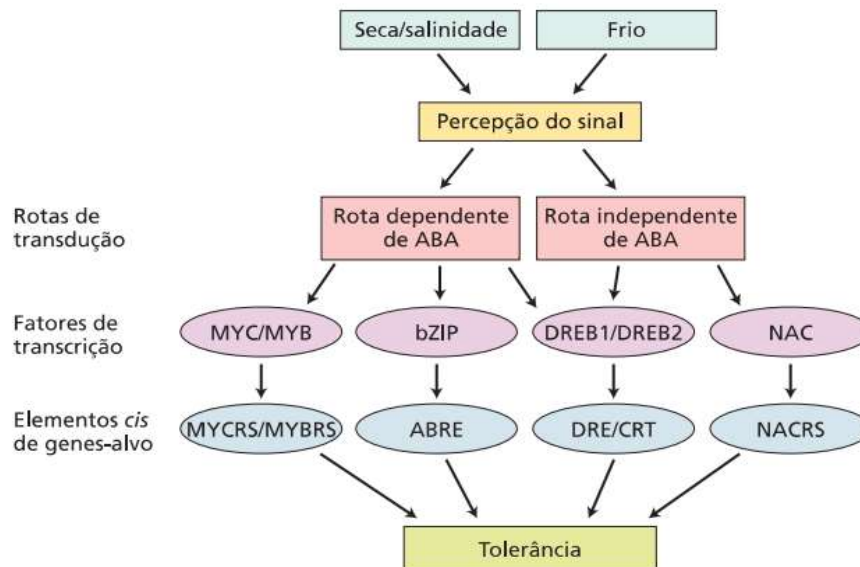 Seca/salinidade
Frio
Percepção do sinal
Rotas de
transdução
Rota dependente
de ABA
Rota independente
de ABA
Fatores de
transcrição
MYC/MYB
bZIP
DREB1/DREB2
NAC
Elementos cis
de genes-alvo
MYCRS/MYBRS
ABRE
DRE/CRT
NACRS
Tolerância